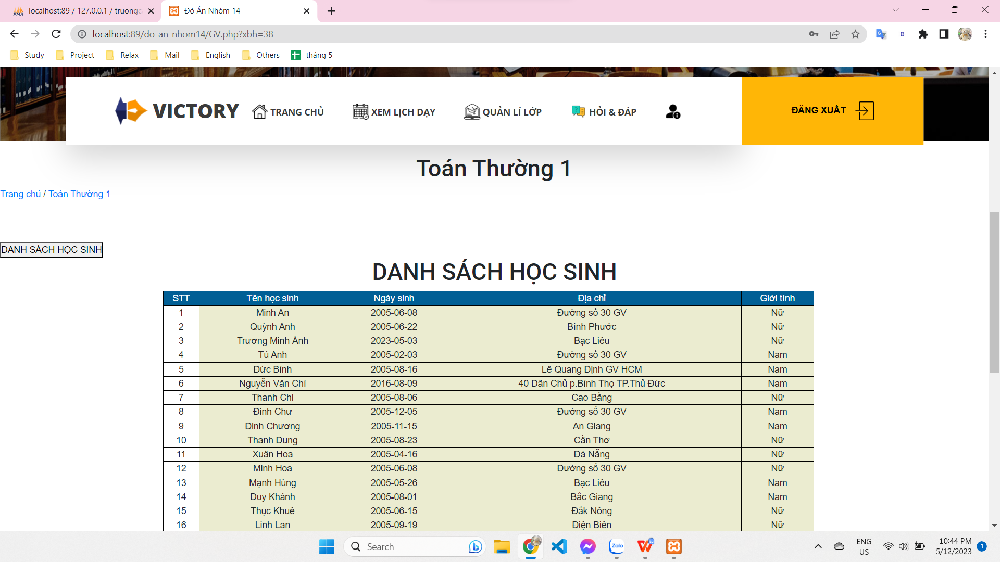 localhost:89 / 127.0.0.1 / truongc
Đồ Án Nhóm 14
localhost:89/do_an_nhom14/GV.php?xbh=38
Study Project Relax Mail English Others tháng 5
VICTORY TRANG CHỦ XEM LỊCH DẠY QUẢN LÍ LỚP HỎI & ĐÁP ĐĂNG XUẤT
Toán Thường 1
Trang chủ / Toán Thường 1
DANH SÁCH HỌC SINH
DANH SÁCH HỌC SINH
STT Tên học sinh Ngày sinh Địa chỉ Giới tính
1 Minh An 2005-06-08 Đường số 30 GV Nữ
2 Quỳnh Anh 2005-06-22 Bình Phước Nữ
3 Trương Minh Ánh 2023-05-03 Bạc Liêu Nữ
4 Tú Anh 2005-02-03 Đường số 30 GV Nam
5 Đức Bình 2005-08-16 Lê Quang Định GV HCM Nam
6 Nguyễn Văn Chí 2016-08-09 40 Dân Chủ p.Bình Thọ TP.Thủ Đức Nam
7 Thanh Chi 2005-08-06 Cao Bằng Nữ
8 Đinh Chư 2005-12-05 Đường số 30 GV Nam
9 Đinh Chương 2005-11-15 An Giang Nam
10 Thanh Dung 2005-08-23 Cần Thơ Nữ
11 Xuân Hoa 2005-04-16 Đà Nẵng Nữ
12 Minh Hoa 2005-06-08 Đường số 30 GV Nữ
13 Mạnh Hùng 2005-05-26 Bạc Liêu Nam
14 Duy Khánh 2005-08-01 Bắc Giang Nam
15 Thục Khuê 2005-06-15 Đắk Nông Nữ
16 Linh Lan 2005-09-19 Điện Biên Nữ
Search
Zalo
ENG
US
10:44 PM
5/12/2023
1